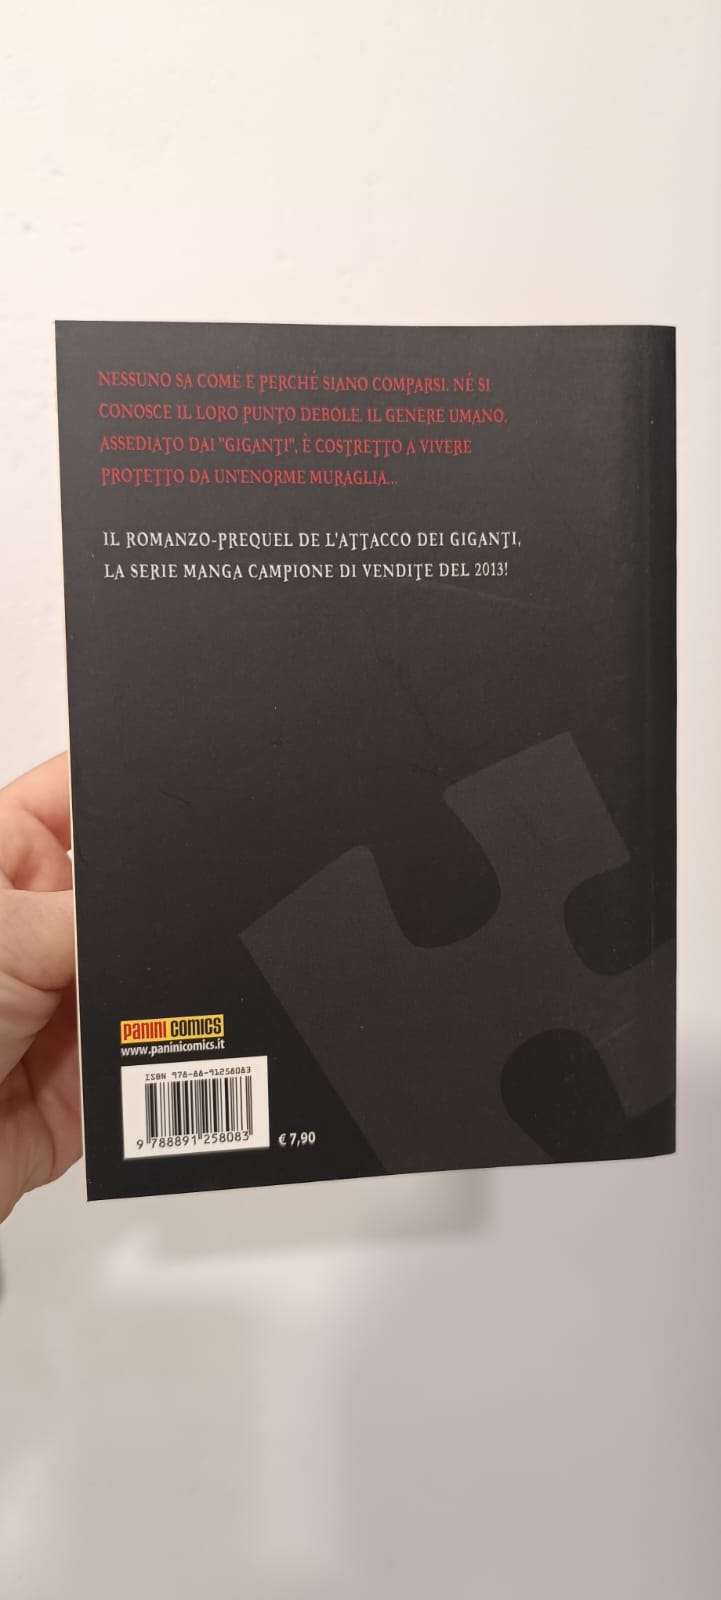 NESSUNO SA COME E PERCHÉ SIANO COMPARSI. NÉ SI
CONOSCE IL LORO PUNTO DEBOLE. IL GENERE UMANO,
ASSEDIATO DAI "GIGANTI", È COSTRETTO A VIVERE
PROTETTO DA UN'ENORME MURAGLIA...
IL ROMANZO-PREQUEL DE L'ATTACCO DEI GIGANTI,
LA SERIE MANGA CAMPIONE DI VENDITE DEL 2013!
PANINI COMICS
www.paninicomics.it
ISBN 978-88-91258083
9 788891 258083
€ 7,90